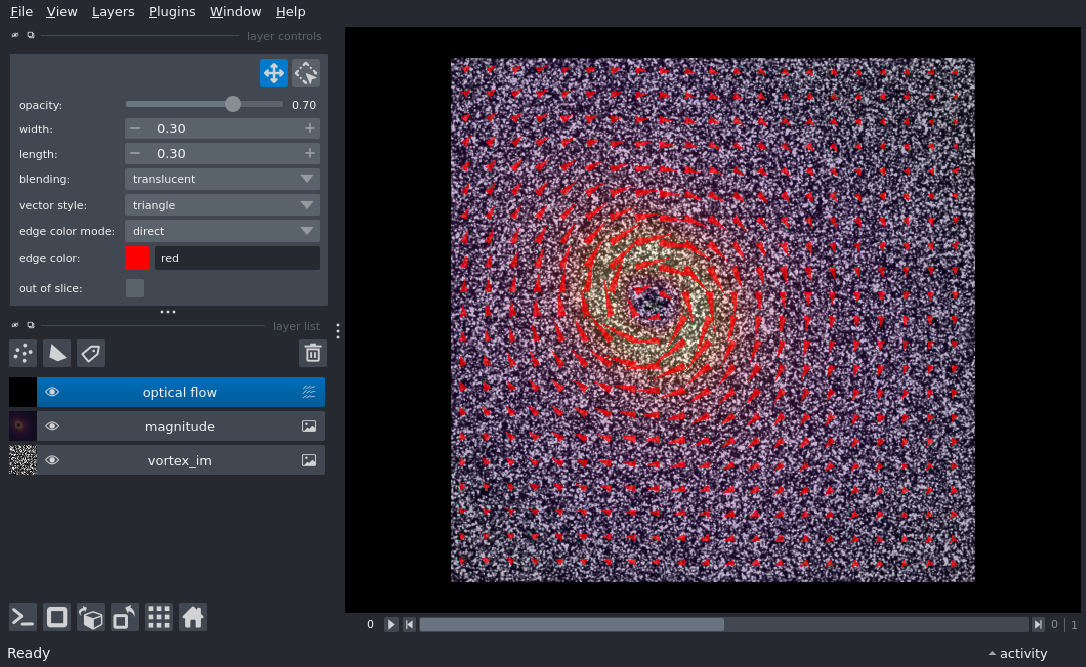 File View Layers Plugins Window Help
layer controls
opacity: 0.70
width: 0.30
length: 0.30
blending: translucent
vector style: triangle
edge color mode: direct
edge color: red
out of slice:
layer list
optical flow
magnitude
vortex_im
0 0 1
Ready activity